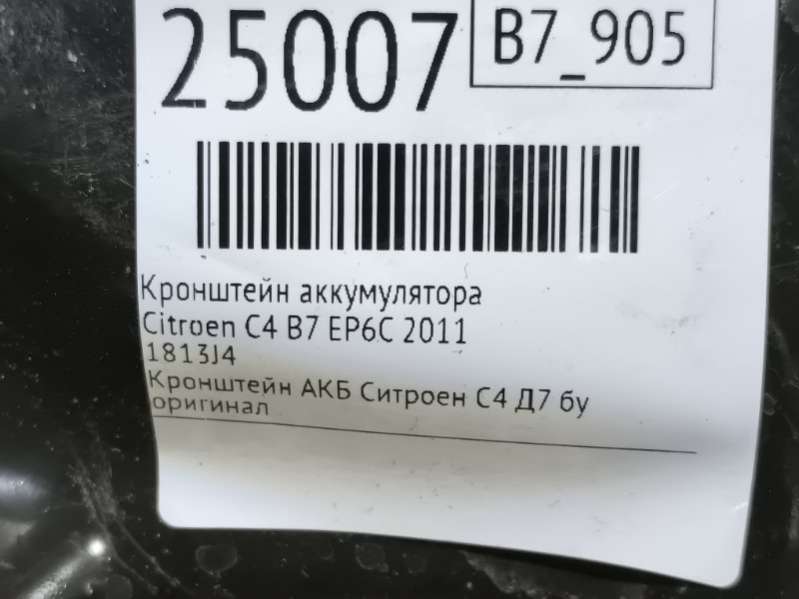 25007
B7_905
Кронштейн аккумулятора
Citroen C4 B7 EP6C 2011
1813J4
Кронштейн АКБ Ситроен С4 Д7 бу
оригинал